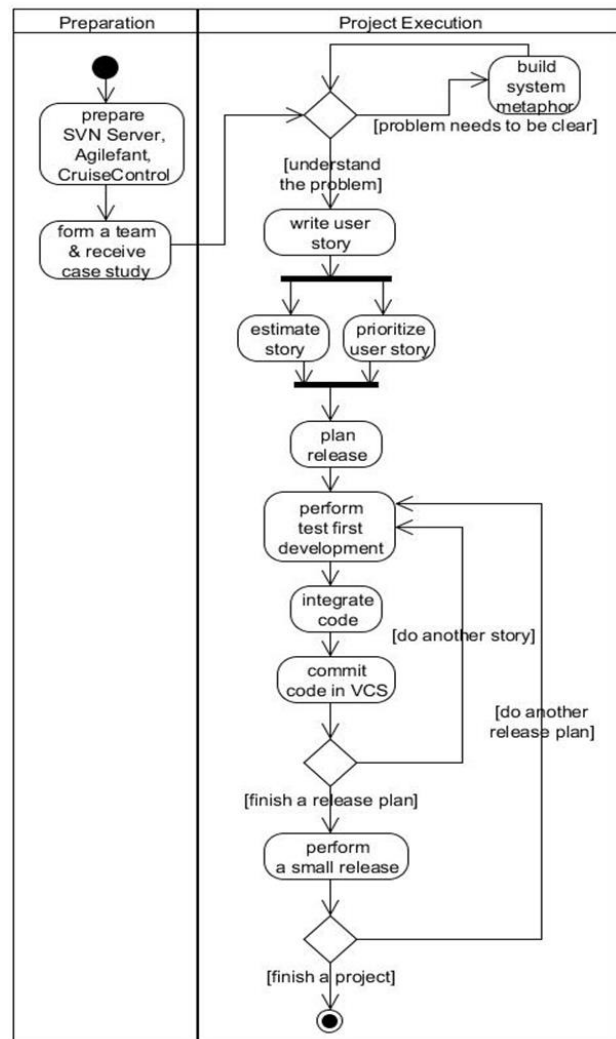 Preparation
Project Execution
prepare
SVN Server,
Agilefant,
CruiseControl
form a team
& receive
case study
build
system
metaphor
[problem needs to be clear]
[understand
the problem]
write user
story
estimate
story
prioritize
user story
plan
release
perform
test first
development
integrate
code
[do another story]
commit
code in VCS
[do another
release plan]
[finish a release plan]
perform
a small release
[finish a project]